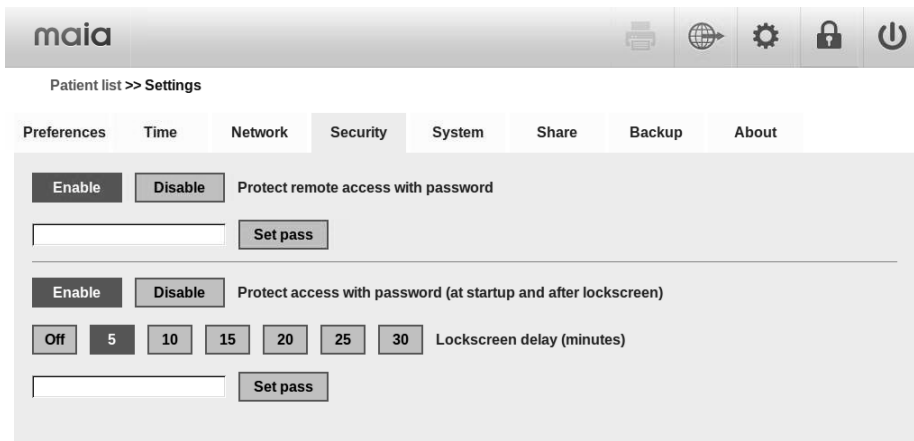 maia
Patient list >> Settings
Preferences Time Network Security System Share Backup About
Enable Disable Protect remote access with password
Set pass
Enable Disable Protect access with password (at startup and after lockscreen)
Off 5 10 15 20 25 30 Lockscreen delay (minutes)
Set pass